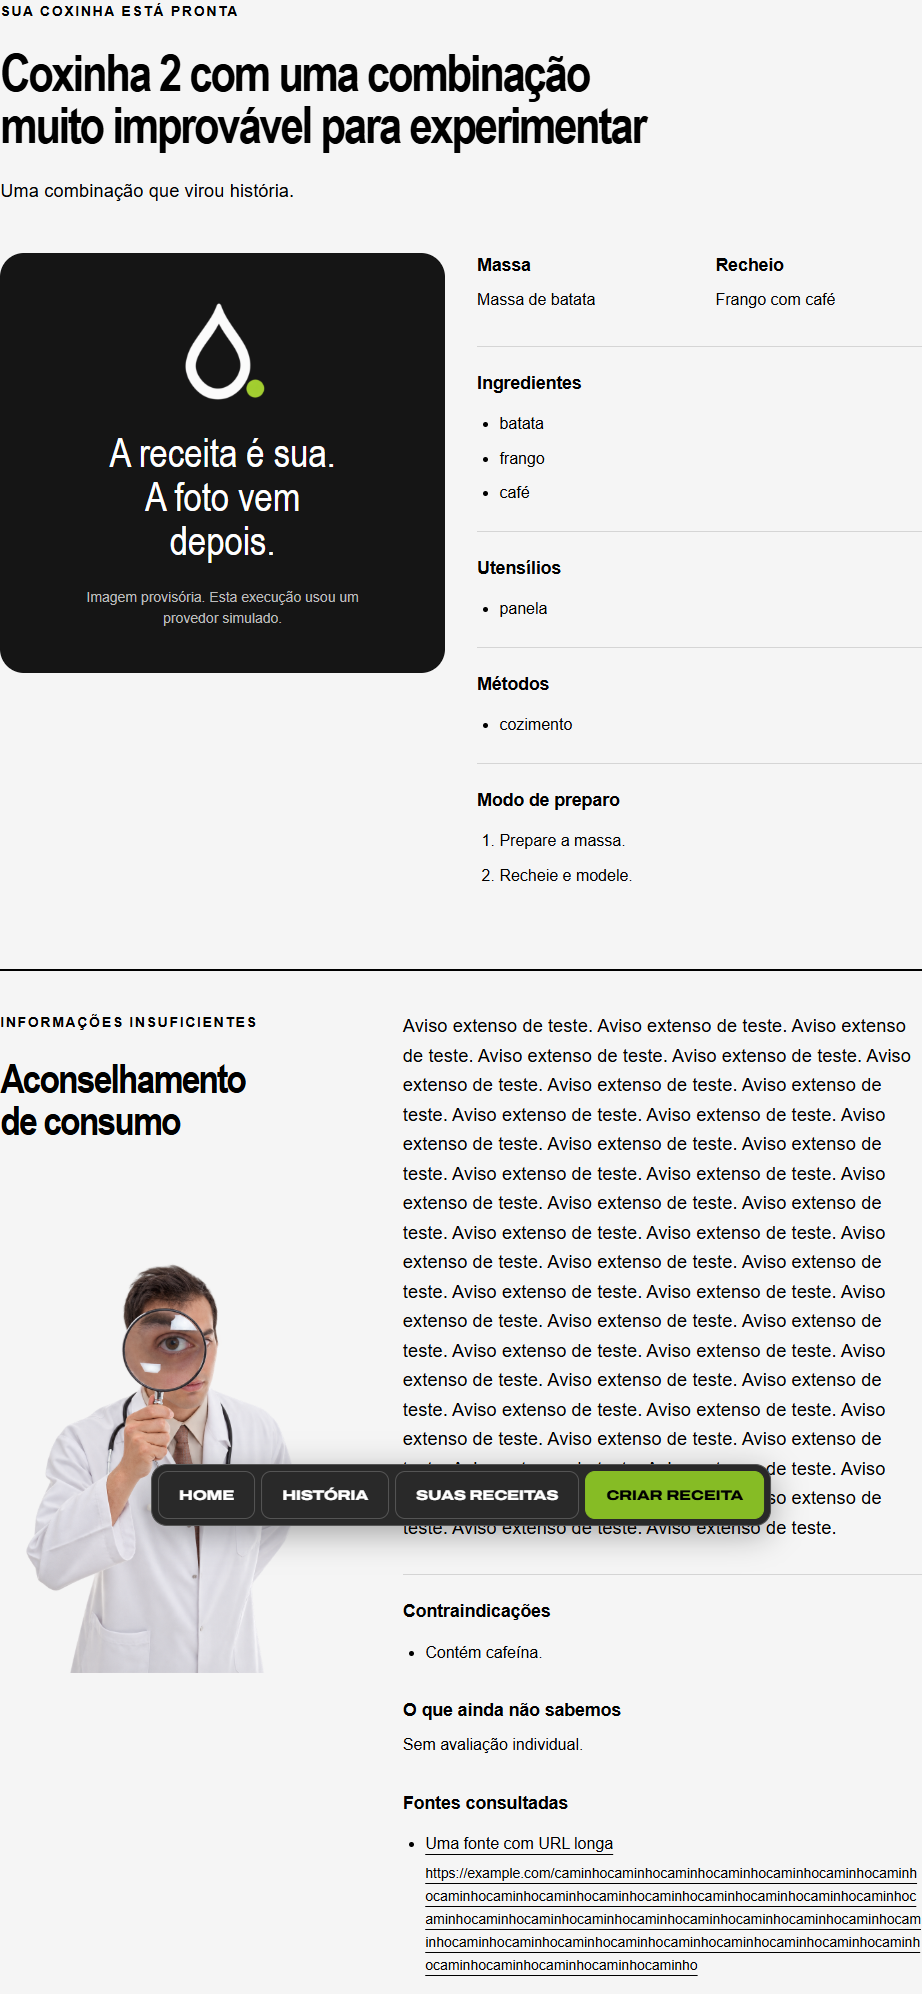 SUA COXINHA ESTÁ PRONTA
Coxinha 2 com uma combinação
muito improvável para experimentar
Uma combinação que virou história.
A receita é sua.
A foto vem
depois.
Imagem provisória. Esta execução usou um
provedor simulado.
Massa
Massa de batata
Recheio
Frango com café
Ingredientes
batata
frango
café
Utensílios
panela
Métodos
cozimento
Modo de preparo
1. Prepare a massa.
2. Recheie e modele.
INFORMAÇÕES INSUFICIENTES
Aconselhamento
de consumo
Aviso extenso de teste. Aviso extenso de teste. Aviso extenso
de teste. Aviso extenso de teste. Aviso extenso de teste. Aviso
extenso de teste. Aviso extenso de teste. Aviso extenso de
teste. Aviso extenso de teste. Aviso extenso de teste. Aviso
extenso de teste. Aviso extenso de teste. Aviso extenso de
teste. Aviso extenso de teste. Aviso extenso de teste. Aviso
extenso de teste. Aviso extenso de teste. Aviso extenso de
teste. Aviso extenso de teste. Aviso extenso de teste. Aviso
extenso de teste. Aviso extenso de teste. Aviso extenso de
teste. Aviso extenso de teste. Aviso extenso de teste. Aviso
extenso de teste. Aviso extenso de teste. Aviso extenso de
teste. Aviso extenso de teste. Aviso extenso de teste. Aviso
extenso de teste. Aviso extenso de teste. Aviso extenso de
teste. Aviso extenso de teste. Aviso extenso de teste. Aviso
extenso de teste. Aviso extenso de teste. Aviso extenso de
de teste. Aviso
extenso de
teste. Aviso extenso de teste. Aviso extenso de teste.
HOME
HISTÓRIA
SUAS RECEITAS
CRIAR RECEITA
Contraindicações
Contém cafeína.
O que ainda não sabemos
Sem avaliação individual.
Fontes consultadas
Uma fonte com URL longa
https://example.com/caminhocaminhocaminhocaminhocaminhocaminhocaminh
ocaminhocaminhocaminhocaminhocaminhocaminhocaminhocaminhocaminhoc
aminhocaminhocaminhocaminhocaminhocaminhocaminhocaminhocaminhocam
inhocaminhocaminhocaminhocaminhocaminhocaminhocaminhocaminhocaminh
ocaminhocaminhocaminhocaminhocaminho